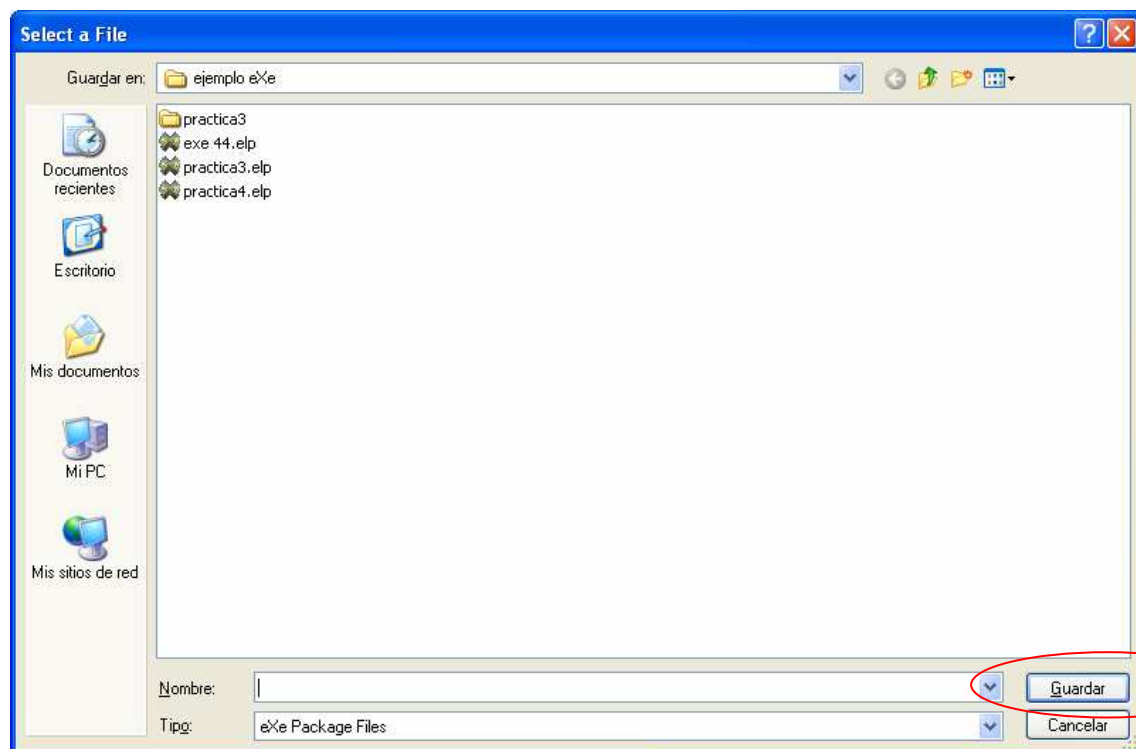 Select a File
Guardar en:
ejemplo eXe
practica3
exe 44.elp
practica3.elp
practica4.elp
Documentos
recientes
Escritorio
Mis documentos
Mi PC
Mis sitios de red
Nombre:
Guardar
Tipo:
eXe Package Files
Cancelar